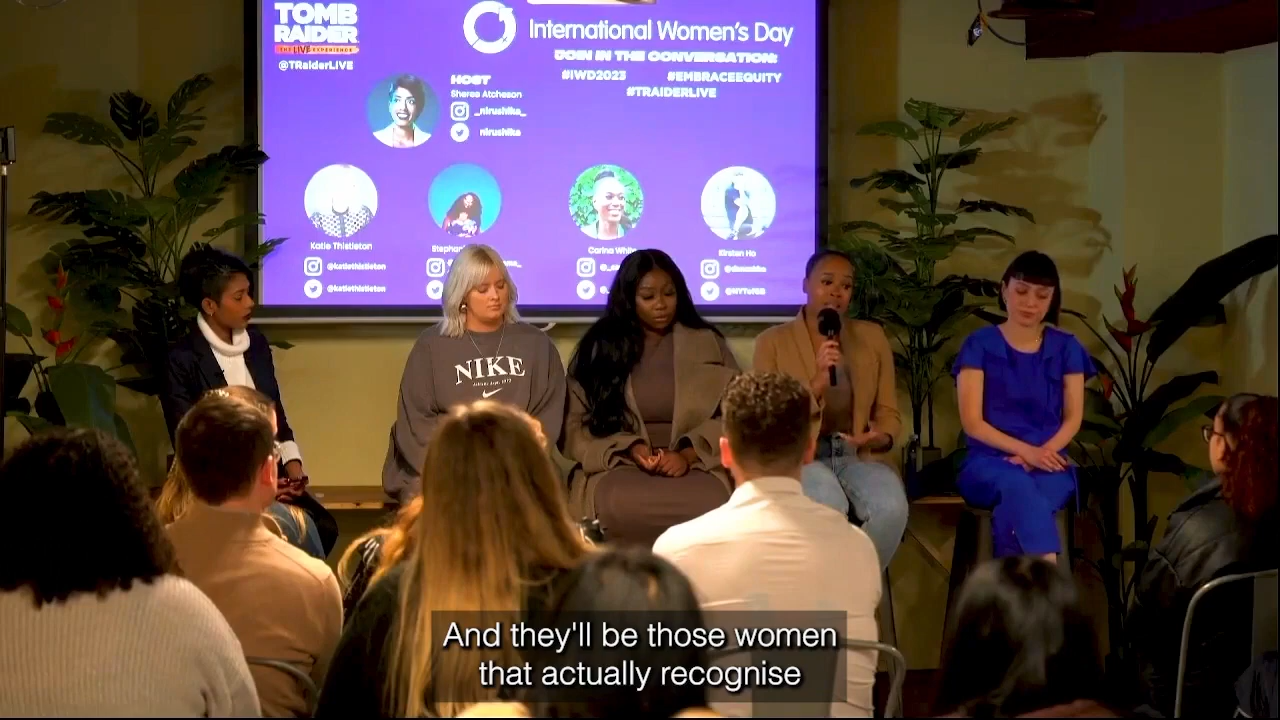 TOMB
RAIDER
THE LIVE EXPERIENCE
@TRaiderLIVE
International Women's Day
JOIN IN THE CONVERSATION:
#IWD2023 #EMBRACEEQUITY
#TRAIDERLIVE
HOST
Sheree Atcheson
_nirushika_
nirushika
Katie Thistleton
@katiethistleton
@katiethistleton
Carina White
Kirsten Ho
NIKE
And they'll be those women
that actually recognise